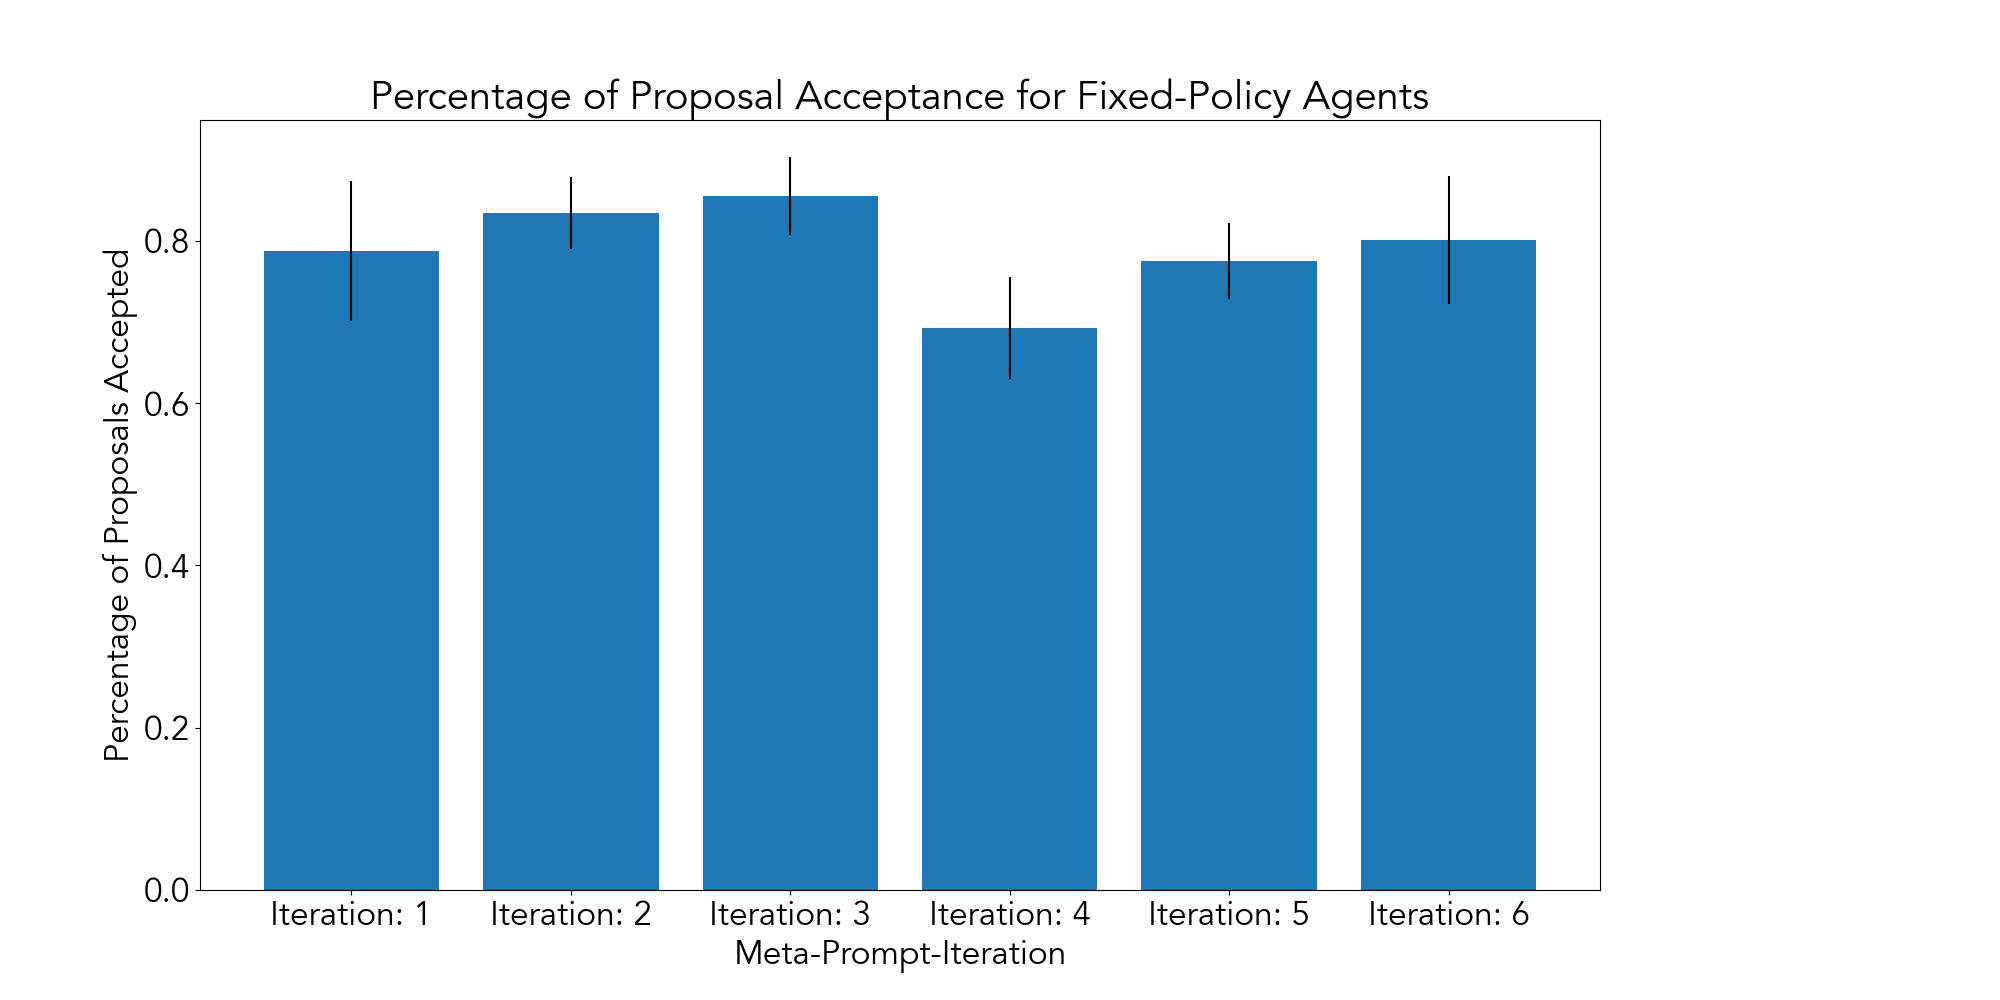 Percentage of Proposal Acceptance for Fixed-Policy Agents
Percentage of Proposals Accepted
0.8
0.6
0.4
0.2
0.0
Iteration: 1 Iteration: 2 Iteration: 3 Iteration: 4 Iteration: 5 Iteration: 6
Meta-Prompt-Iteration